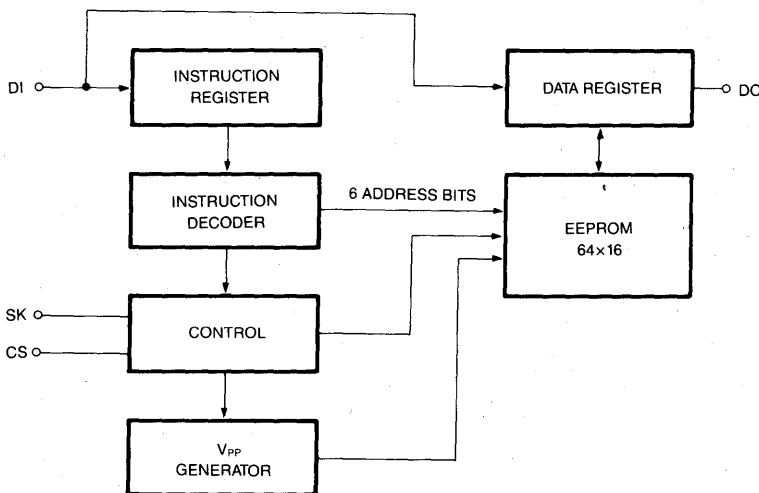 DI
INSTRUCTION
REGISTER
DATA REGISTER
DO
INSTRUCTION
DECODER
6 ADDRESS BITS
EEPROM
64×16
SK
CS
CONTROL
VPP
GENERATOR